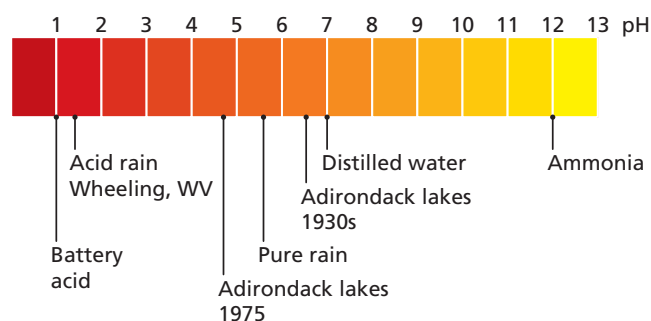 1 2 3 4 5 6 7 8 9 10 11 12 13 pH
Acid rain
Wheeling, WV
Distilled water
Ammonia
Adirondack lakes
1930s
Battery
acid
Pure rain
Adirondack lakes
1975